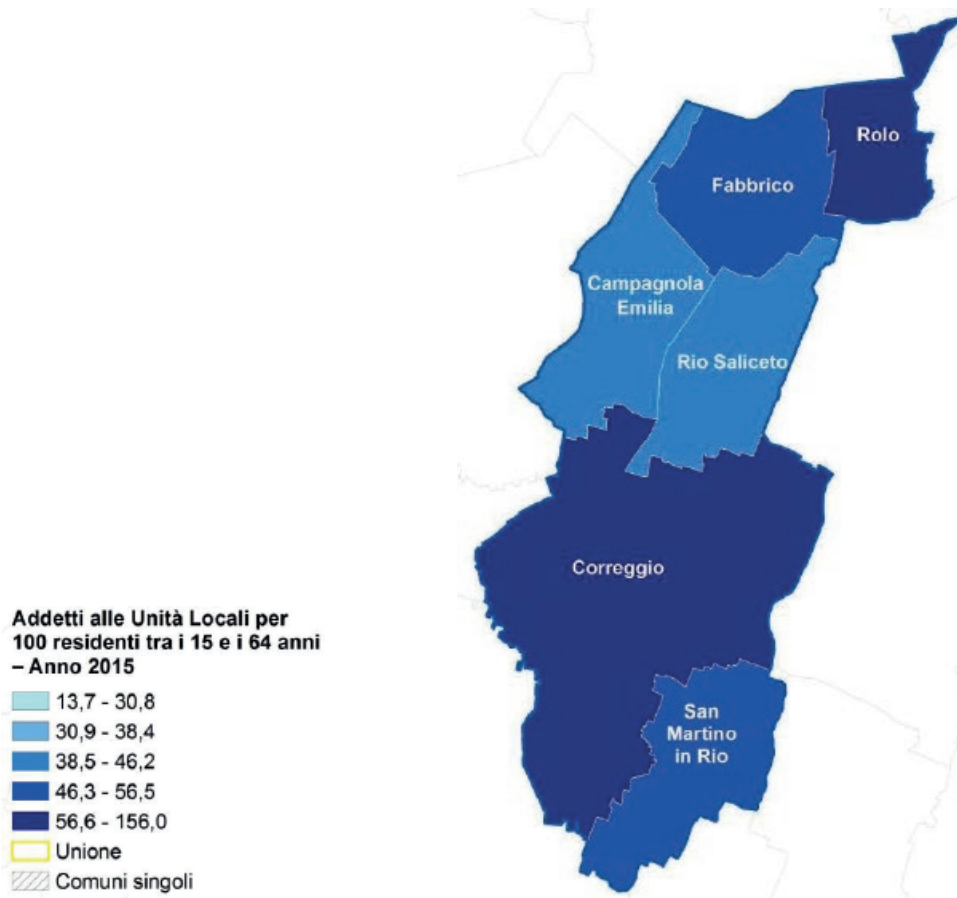 Rolo
Fabbrico
Campagnola
Emilia
Rio Saliceto
Correggio
San
Martino
in Rio
Addetti alle Unità Locali per
100 residenti tra i 15 e i 64 anni
– Anno 2015
13,7 - 30,8
30,9 - 38,4
38,5 - 46,2
46,3 - 56,5
56,6 - 156,0
Unione
Comuni singoli